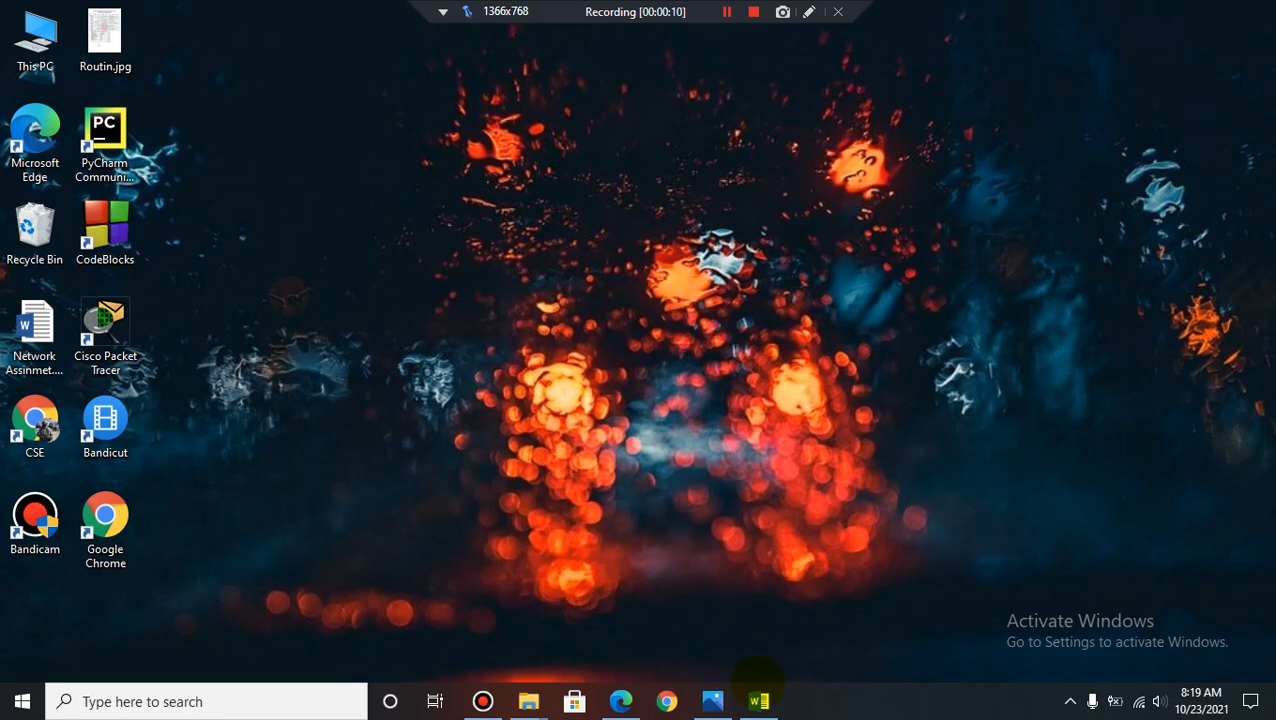 1366x768
Recording [00:00:10]
This PC
Routin.jpg
Microsoft
Edge
PC
PyCharm
Communi...
Recycle Bin
CodeBlocks
W
Network
Assinmet....
Cisco Packet
Tracer
CSE
Bandicut
Bandicam
Google
Chrome
Activate Windows
Go to Settings to activate Windows.
Type here to search
W
8:19 AM
10/23/2021